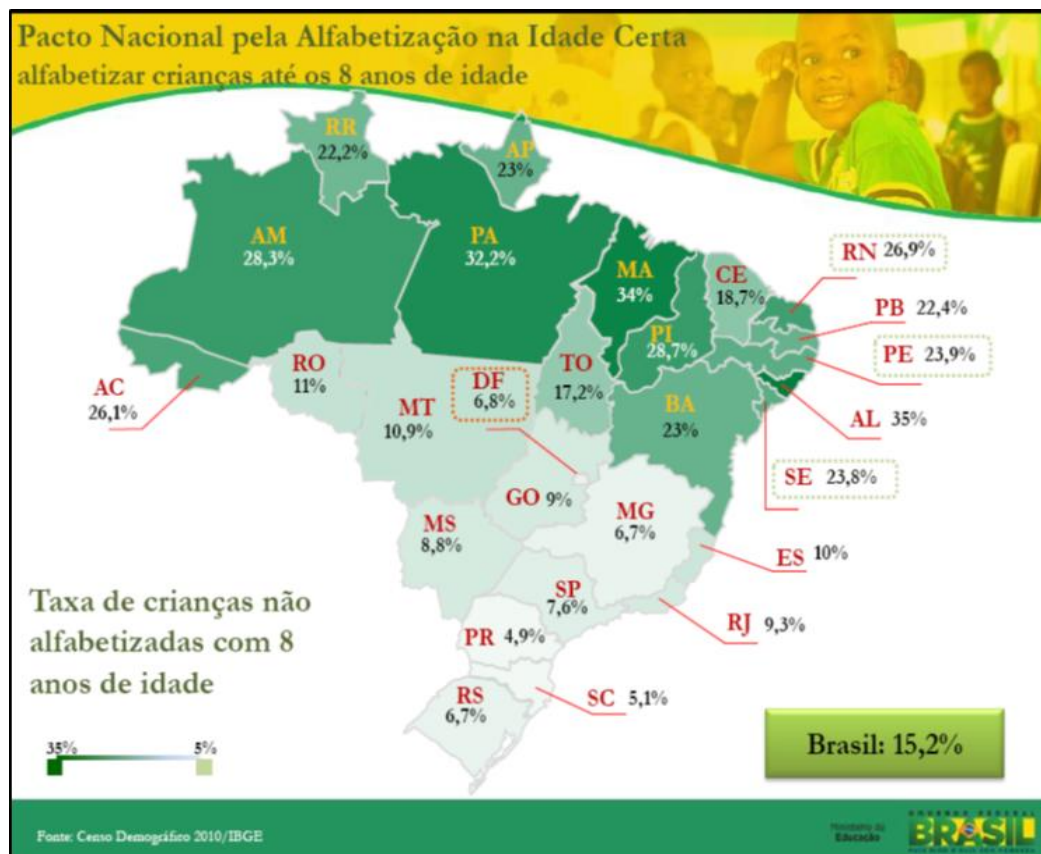 Pacto Nacional pela Alfabetização na Idade Certa
alfabetizar crianças até os 8 anos de idade
RR
22,2%
AP
23%
AM
28,3%
PA
32,2%
MA
34%
CE
18,7%
RN 26,9%
PB 22,4%
PI
28,7%
PE 23,9%
AC
26,1%
RO
11%
TO
17,2%
DF
6,8%
MT
10,9%
BA
23%
AL 35%
SE 23,8%
GO 9%
MG
6,7%
MS
8,8%
ES 10%
SP
7,6%
RJ 9,3%
PR 4,9%
SC 5,1%
RS
6,7%
Taxa de crianças não
alfabetizadas com 8
anos de idade
35% 5%
Brasil: 15,2%
Fonte: Censo Demográfico 2010/IBGE
Ministério da
Educação
GOVERNO FEDERAL
BRASIL